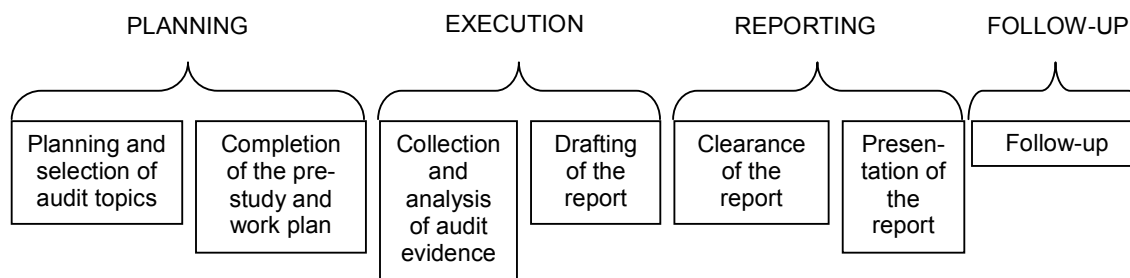 PLANNING
EXECUTION
REPORTING
FOLLOW-UP
Planning and
selection of
audit topics
Completion
of the pre-
study and
work plan
Collection
and
analysis
of audit
evidence
Drafting
of the
report
Clearance
of the
report
Presen-
tation of
the
report
Follow-up